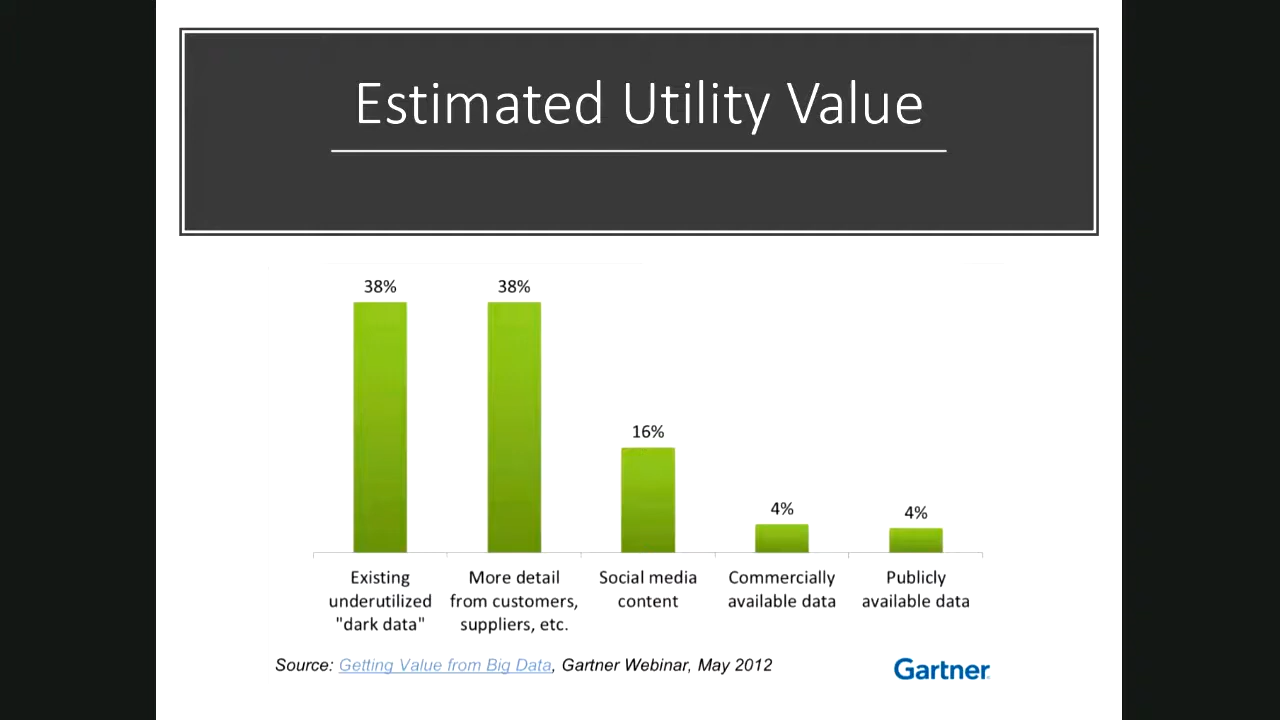 Estimated Utility Value
38%
38%
16%
4%
4%
Existing
underutilized
"dark data"
More detail
from customers,
suppliers, etc.
Social media
content
Commercially
available data
Publicly
available data
Source: Getting Value from Big Data, Gartner Webinar, May 2012
Gartner